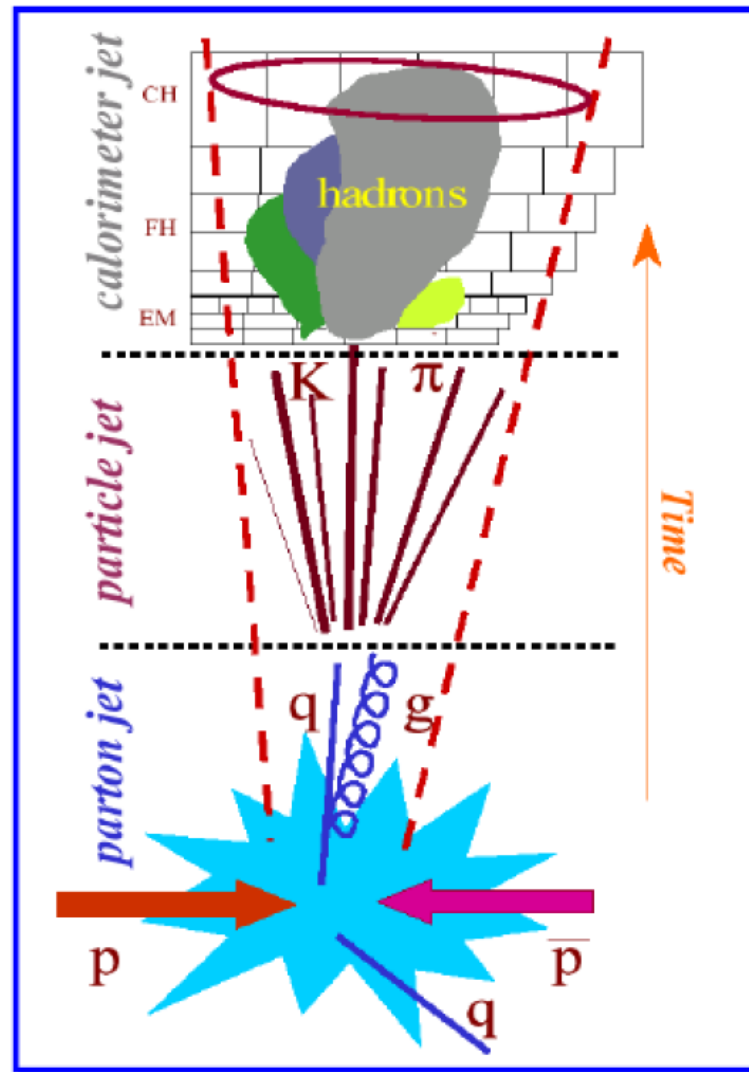 calorimeter jet
CH
FH
EM
hadrons
K
π
particle jet
Time
parton jet
q
g
p
p̅
q